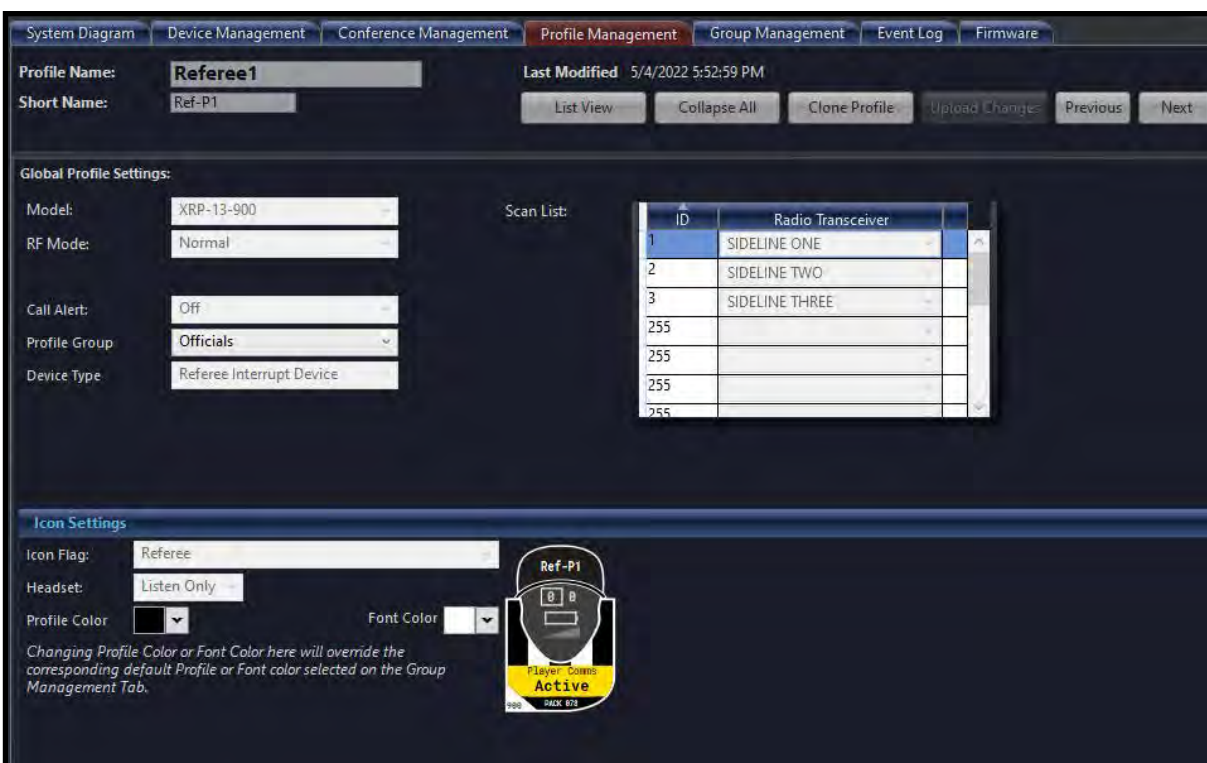 System Diagram Device Management Conference Management Profile Management Group Management Event Log Firmware
Profile Name: Referee1 Last Modified 5/4/2022 5:52:59 PM
Short Name: Ref-P1
List View Collapse All Clone Profile Upload Changes Previous Next
Global Profile Settings:
Model: XRP-13-900 Scan List: ID Radio Transceiver
RF Mode: Normal 1 SIDELINE ONE
2 SIDELINE TWO
Call Alert: Off 3 SIDELINE THREE
Profile Group Officials 255
255
Device Type Referee Interrupt Device 255
255
Icon Settings
Icon Flag: Referee
Headset: Listen Only
Profile Color Font Color
Changing Profile Color or Font Color here will override the
corresponding default Profile or Font color selected on the Group
Management Tab.
Ref-P1
0 0
Player Comms
Active
900 PACK 078